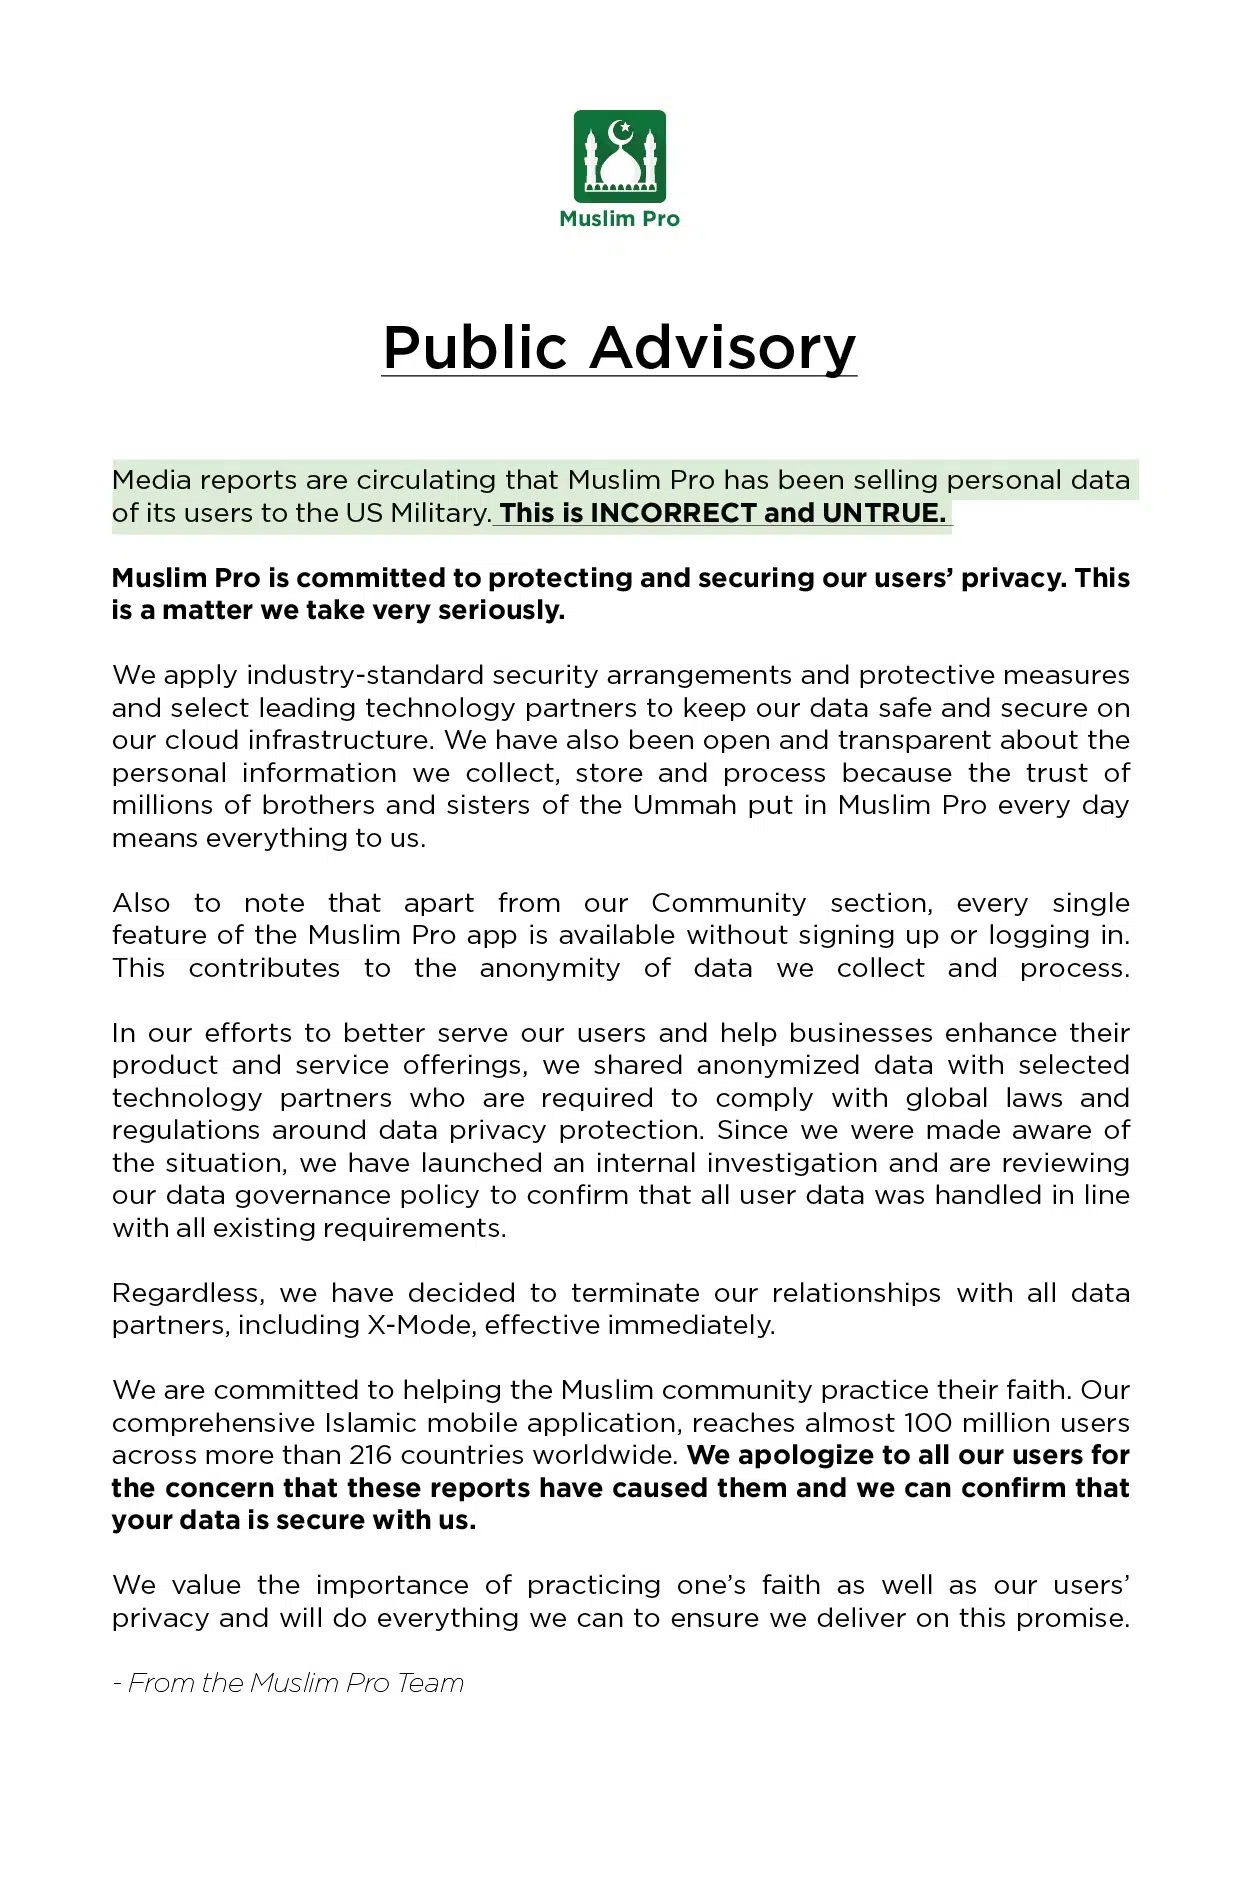 Muslim Pro
Public Advisory
Media reports are circulating that Muslim Pro has been selling personal data
of its users to the US Military. This is INCORRECT and UNTRUE.
Muslim Pro is committed to protecting and securing our users’ privacy. This
is a matter we take very seriously.
We apply industry-standard security arrangements and protective measures
and select leading technology partners to keep our data safe and secure on
our cloud infrastructure. We have also been open and transparent about the
personal information we collect, store and process because the trust of
millions of brothers and sisters of the Ummah put in Muslim Pro every day
means everything to us.
Also to note that apart from our Community section, every single
feature of the Muslim Pro app is available without signing up or logging in.
This contributes to the anonymity of data we collect and process.
In our efforts to better serve our users and help businesses enhance their
product and service offerings, we shared anonymized data with selected
technology partners who are required to comply with global laws and
regulations around data privacy protection. Since we were made aware of
the situation, we have launched an internal investigation and are reviewing
our data governance policy to confirm that all user data was handled in line
with all existing requirements.
Regardless, we have decided to terminate our relationships with all data
partners, including X-Mode, effective immediately.
We are committed to helping the Muslim community practice their faith. Our
comprehensive Islamic mobile application, reaches almost 100 million users
across more than 216 countries worldwide. We apologize to all our users for
the concern that these reports have caused them and we can confirm that
your data is secure with us.
We value the importance of practicing one’s faith as well as our users’
privacy and will do everything we can to ensure we deliver on this promise.
- From the Muslim Pro Team